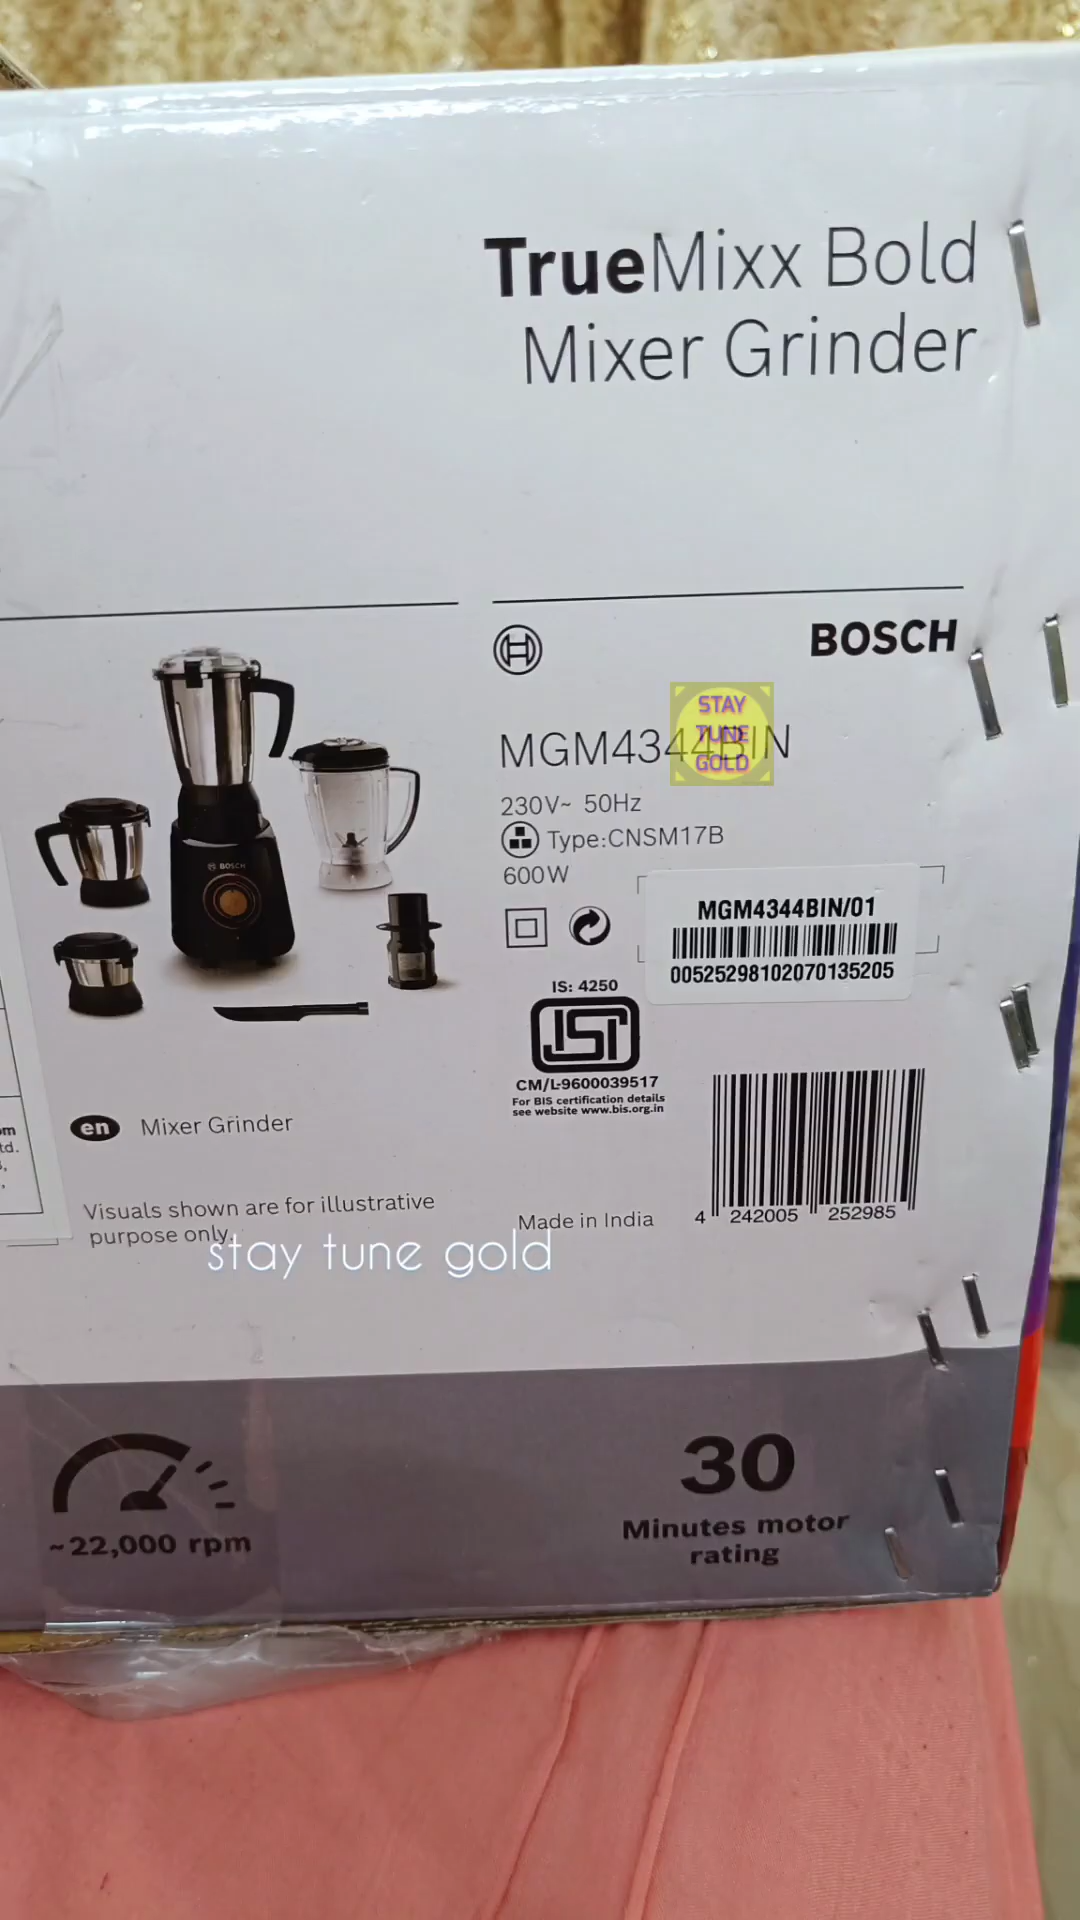 TrueMixx Bold
Mixer Grinder
BOSCH
STAY
TUNE
GOLD
MGM4344BIN
230V~ 50Hz
Type:CNSM17B
600W
MGM4344BIN/01
00525298102070135205
IS: 4250
CM/L-9600039517
For BIS certification details
see website www.bis.org.in
BOSCH
en Mixer Grinder
Visuals shown are for illustrative
purpose only.
Made in India
4 242005 252985
stay tune gold
~22,000 rpm
30
Minutes motor
rating